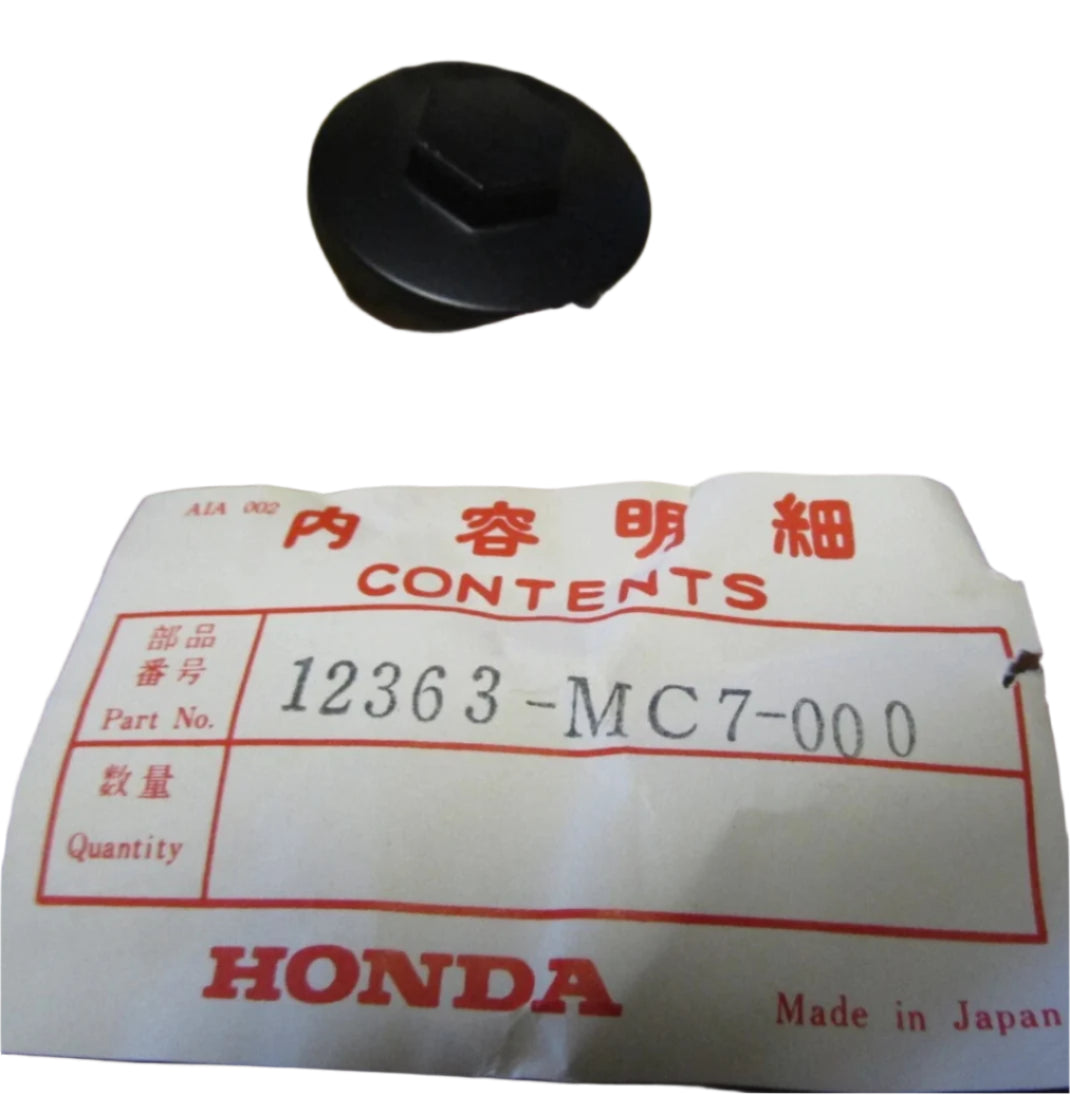 AIA 002
内容明細
CONTENTS
部品
番号
Part No.
12363-MC7-000
数量
Quantity
HONDA
Made in Japan